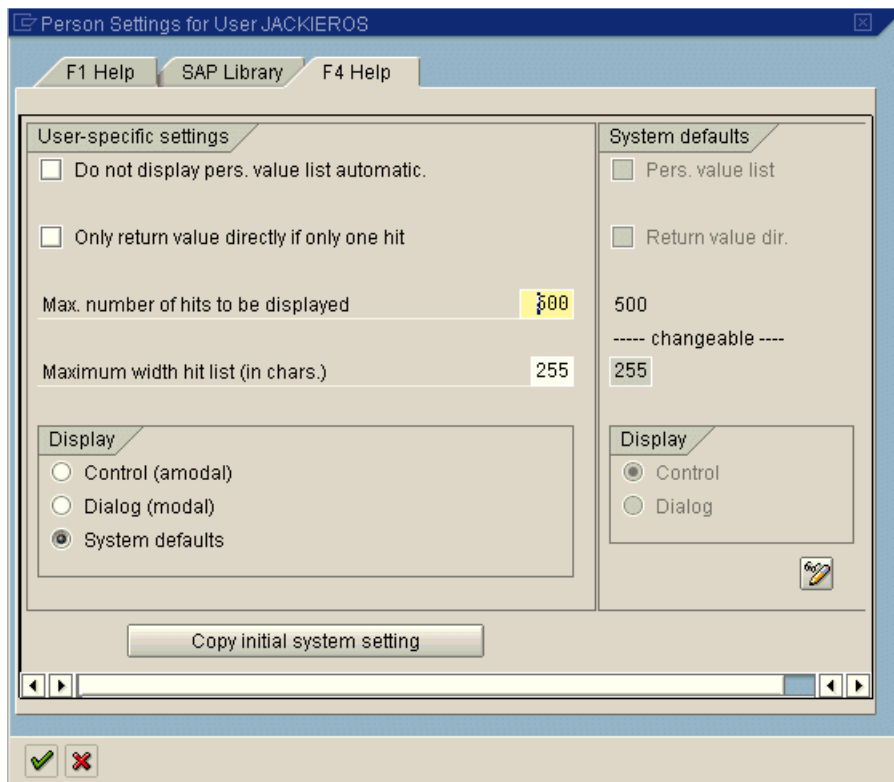 Person Settings for User JACKIEROS
F1 Help SAP Library F4 Help
User-specific settings
Do not display pers. value list automatic.
Only return value directly if only one hit
Max. number of hits to be displayed 500
Maximum width hit list (in chars.) 255
Display
Control (amodal)
Dialog (modal)
System defaults
System defaults
Pers. value list
Return value dir.
500
----- changeable ----
255
Display
Control
Dialog
Copy initial system setting